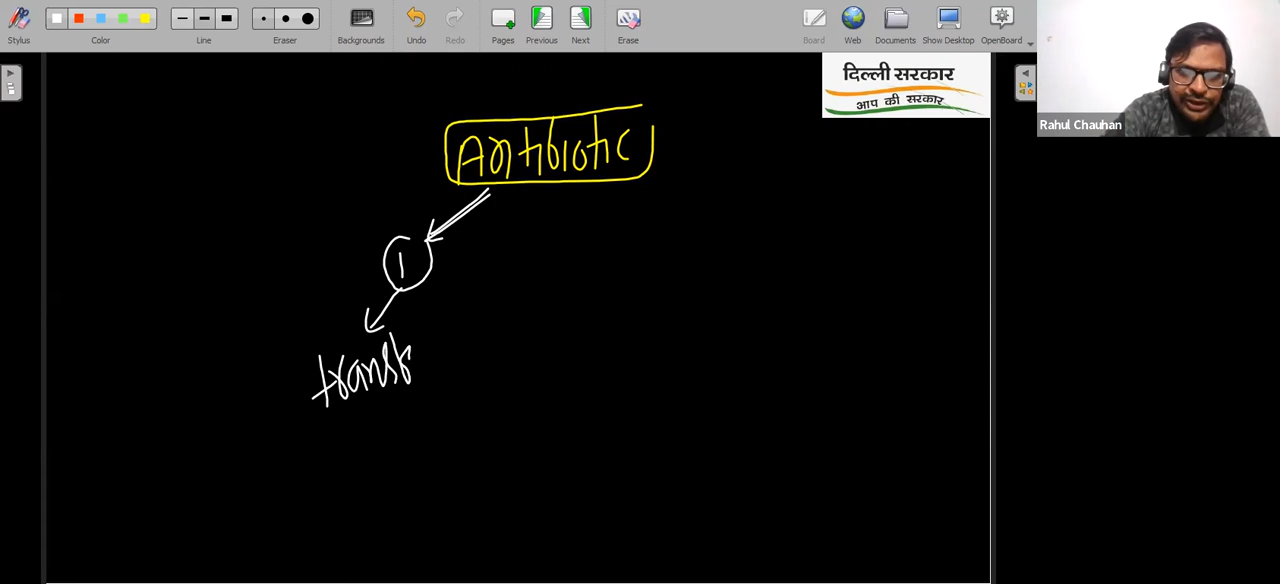 Stylus
Color
Line
Eraser
Backgrounds
Undo
Redo
Pages
Previous
Next
Erase
Board
Web
Documents
Show Desktop
OpenBoard
Rahul Chauhan
दिल्ली सरकार
आप की सरकार
Antibiotic
1